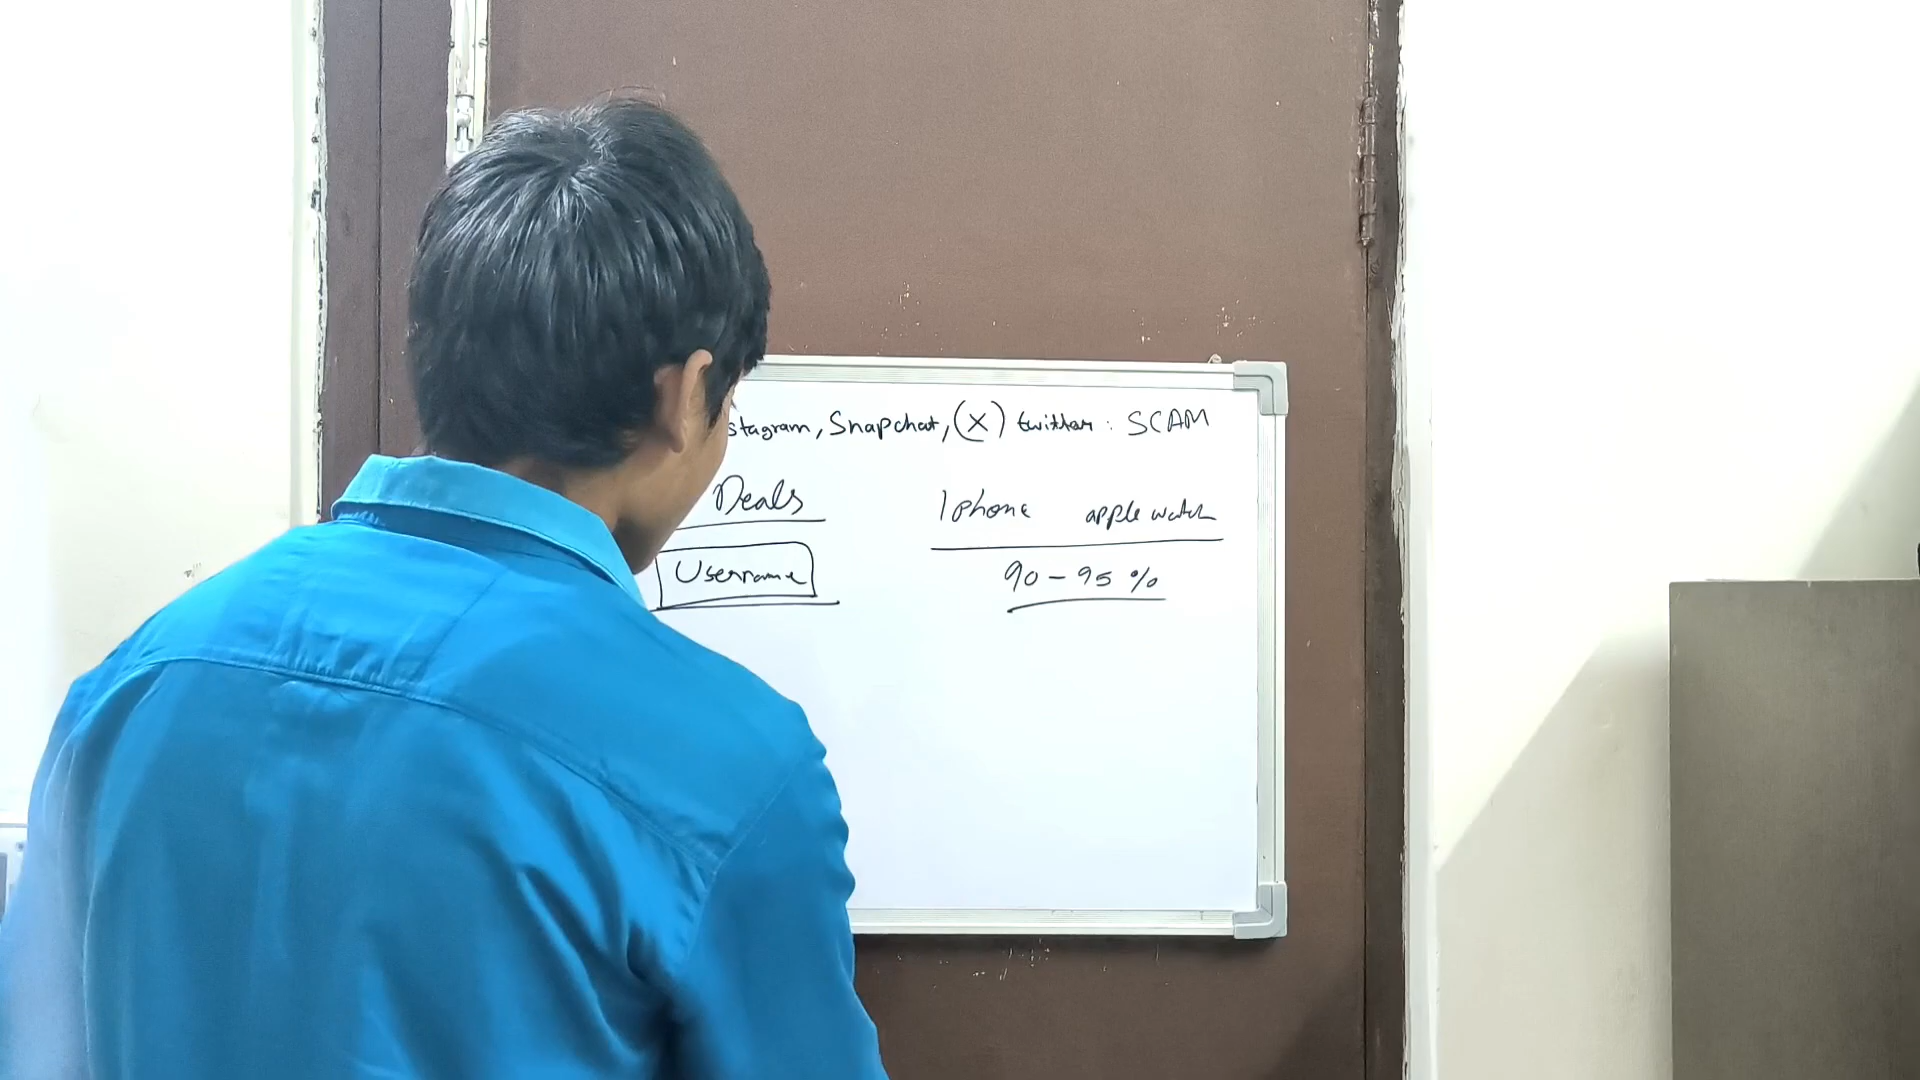 stagram, Snapchat, (X) twitter : SCAM
Deals
Iphone apple watch
Username
90 - 95 %